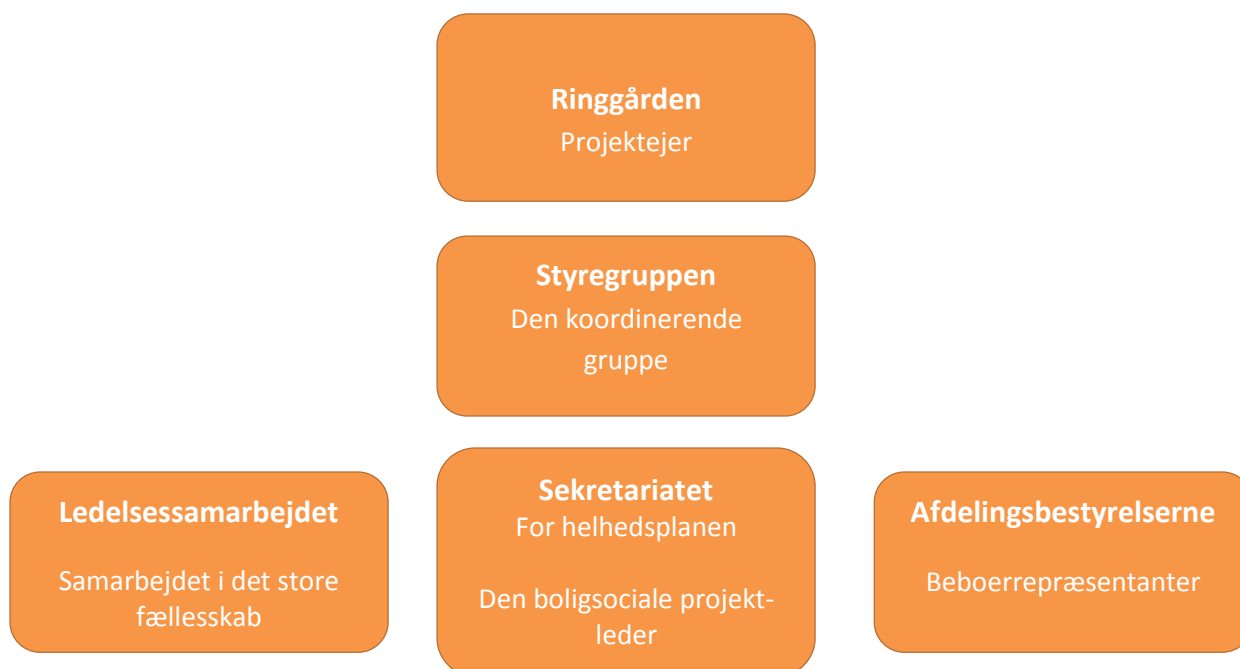 Ringgården
Projektejer
Styregruppen
Den koordinerende
gruppe
Ledelsessamarbejdet
Samarbejdet i det store
fællesskab
Sekretariatet
For helhedsplanen
Den boligsociale projekt-
leder
Afdelingsbestyrelserne
Beboerrepræsentanter